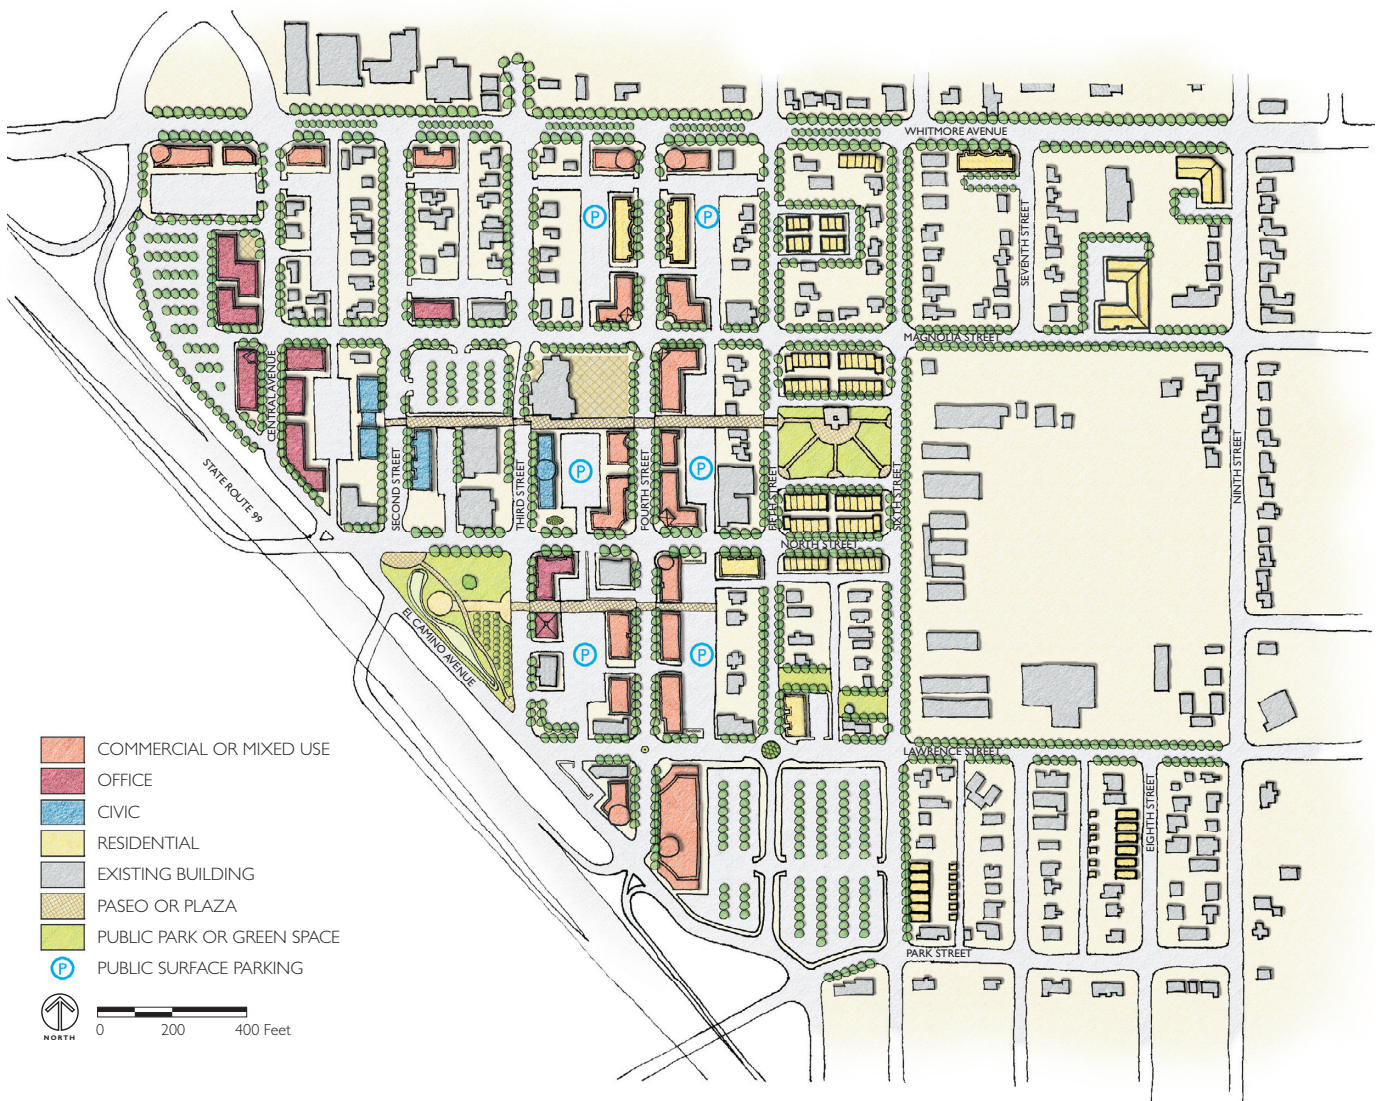 WHITMORE AVENUE
P
P
SEVENTH STREET
MAGNOLIA STREET
CENTRAL AVENUE
STATE ROUTE 99
SECOND STREET
THIRD STREET
P
FOURTH STREET
P
FIFTH STREET
SIXTH STREET
NINTH STREET
NORTH STREET
EL CAMINO AVENUE
P
P
LAWRENCE STREET
EIGHTH STREET
PARK STREET
COMMERCIAL OR MIXED USE
OFFICE
CIVIC
RESIDENTIAL
EXISTING BUILDING
PASEO OR PLAZA
PUBLIC PARK OR GREEN SPACE
P PUBLIC SURFACE PARKING
NORTH
0 200 400 Feet